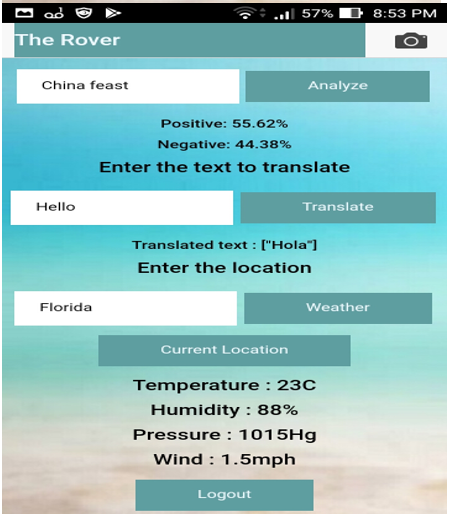 57% 8:53 PM
The Rover
China feast Analyze
Positive: 55.62%
Negative: 44.38%
Enter the text to translate
Hello Translate
Translated text : ["Hola"]
Enter the location
Florida Weather
Current Location
Temperature : 23C
Humidity : 88%
Pressure : 1015Hg
Wind : 1.5mph
Logout